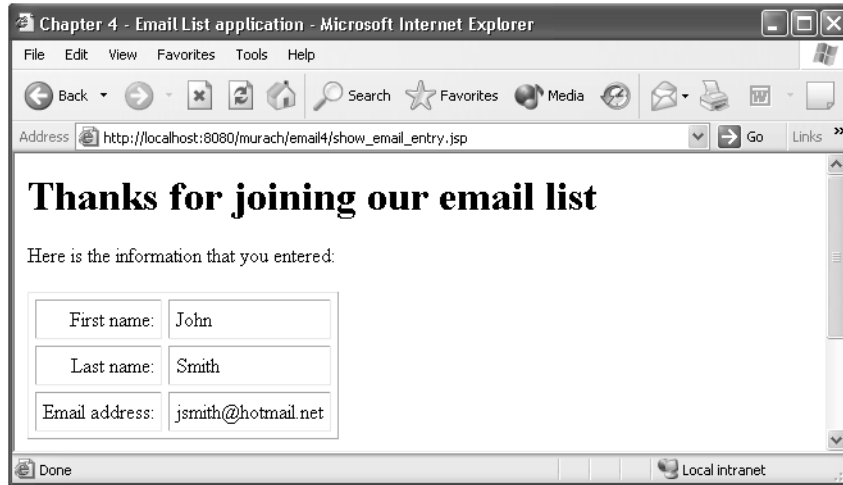 Chapter 4 - Email List application - Microsoft Internet Explorer
File Edit View Favorites Tools Help
Back Search Favorites Media W
Address http://localhost:8080/murach/email4/show_email_entry.jsp Go Links »
Thanks for joining our email list
Here is the information that you entered:
First name: John
Last name: Smith
Email address: jsmith@hotmail.net
Done Local intranet